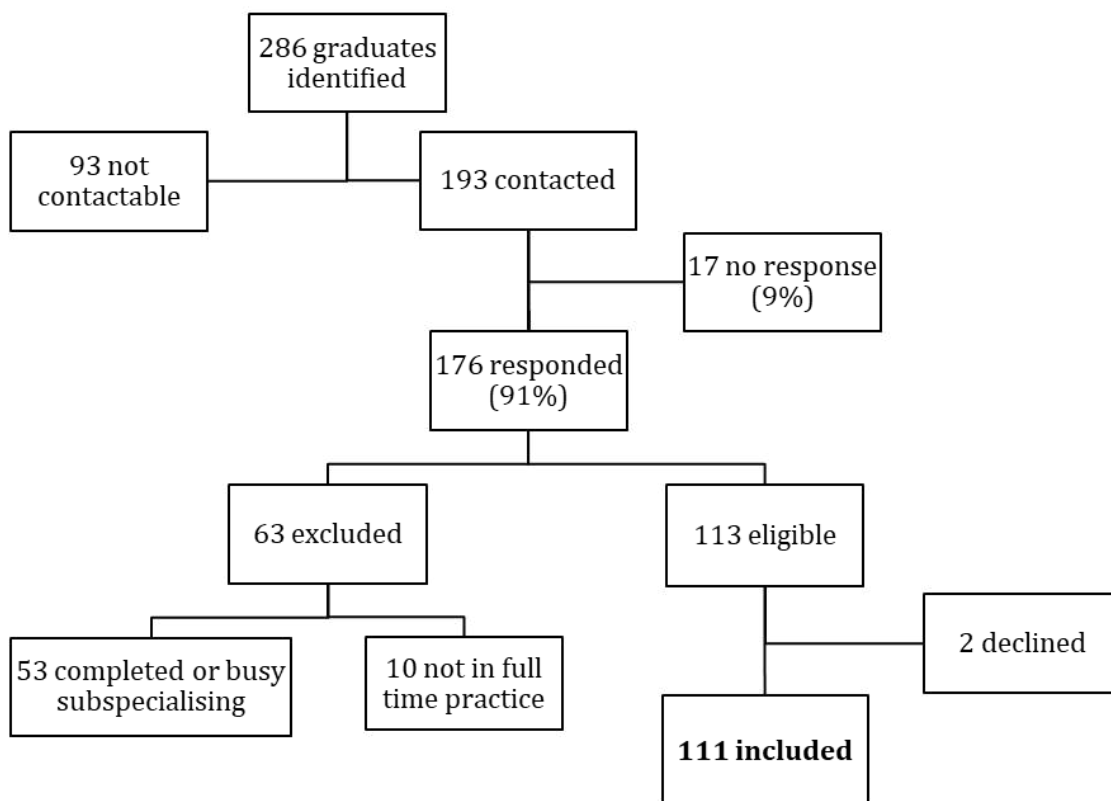 286 graduates
identified
93 not
contactable
193 contacted
17 no response
(9%)
176 responded
(91%)
63 excluded
113 eligible
53 completed or busy
subspecialising
10 not in full
time practice
2 declined
111 included